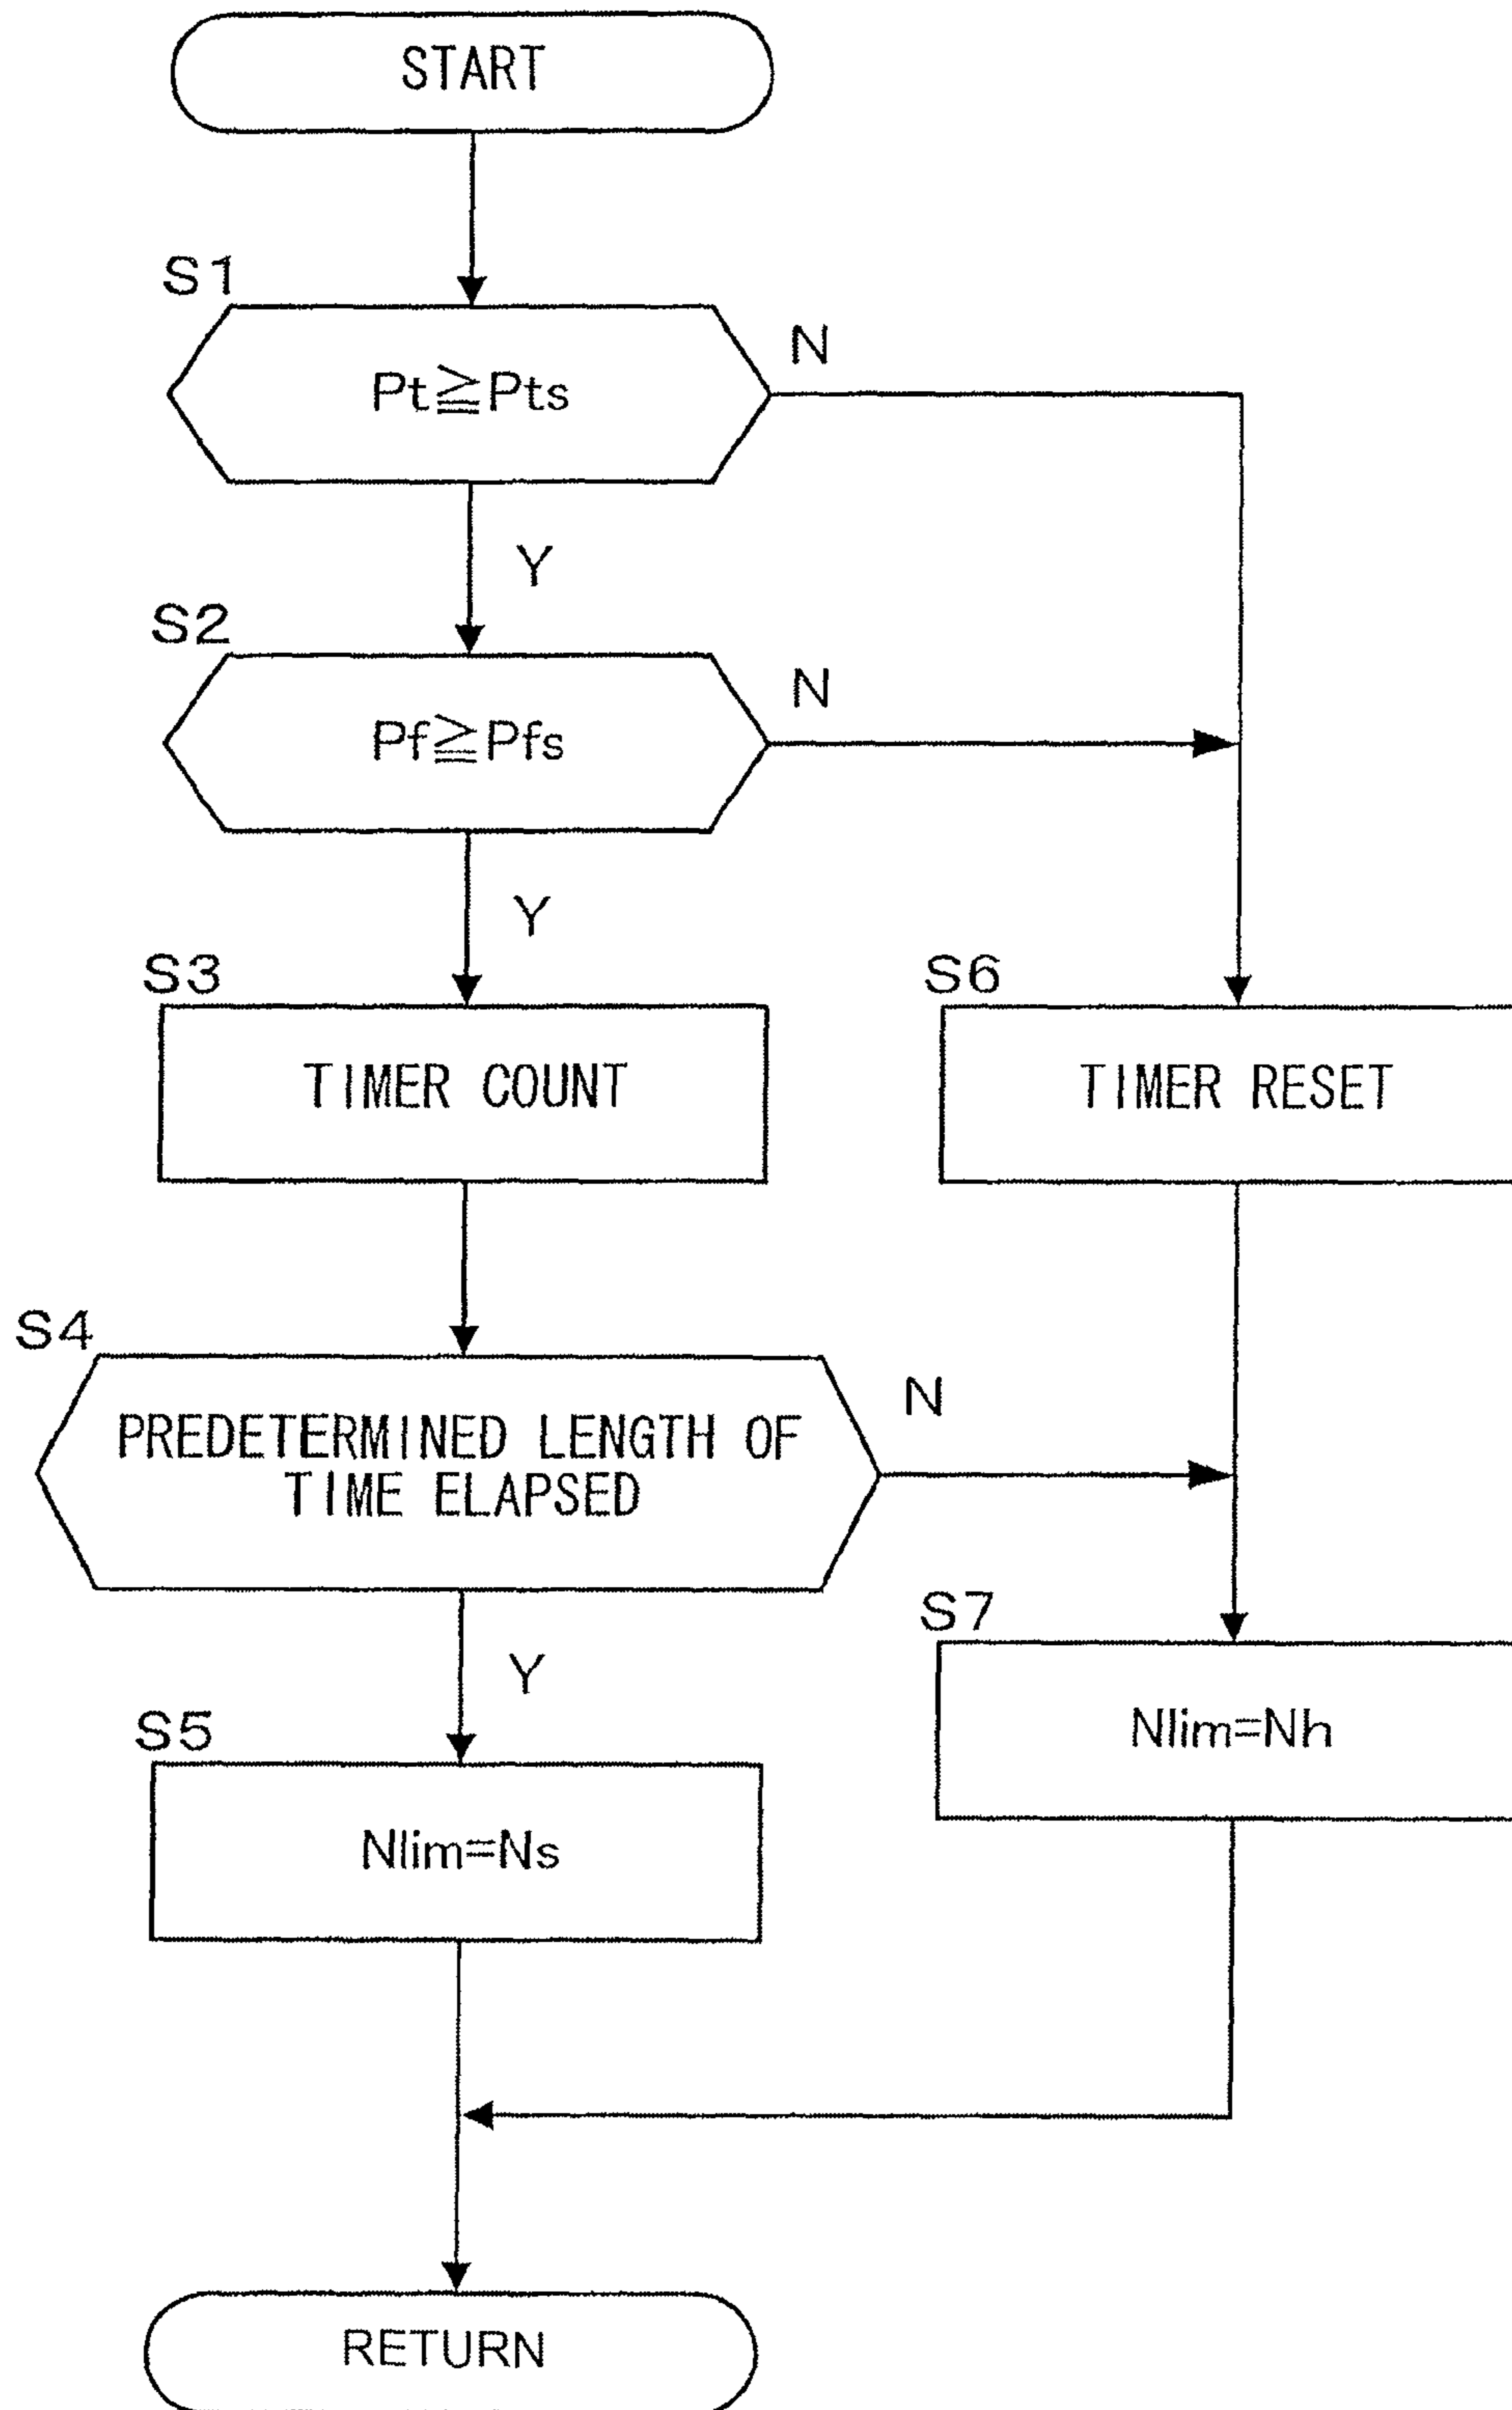 START
S1
N
Pt≧Pts
Y
S2
N
Pf≧Pfs
Y
S3
S6
TIMER COUNT
TIMER RESET
S4
N
PREDETERMINED LENGTH OF
TIME ELAPSED
S7
Y
Nlim=Nh
S5
Nlim=Ns
RETURN